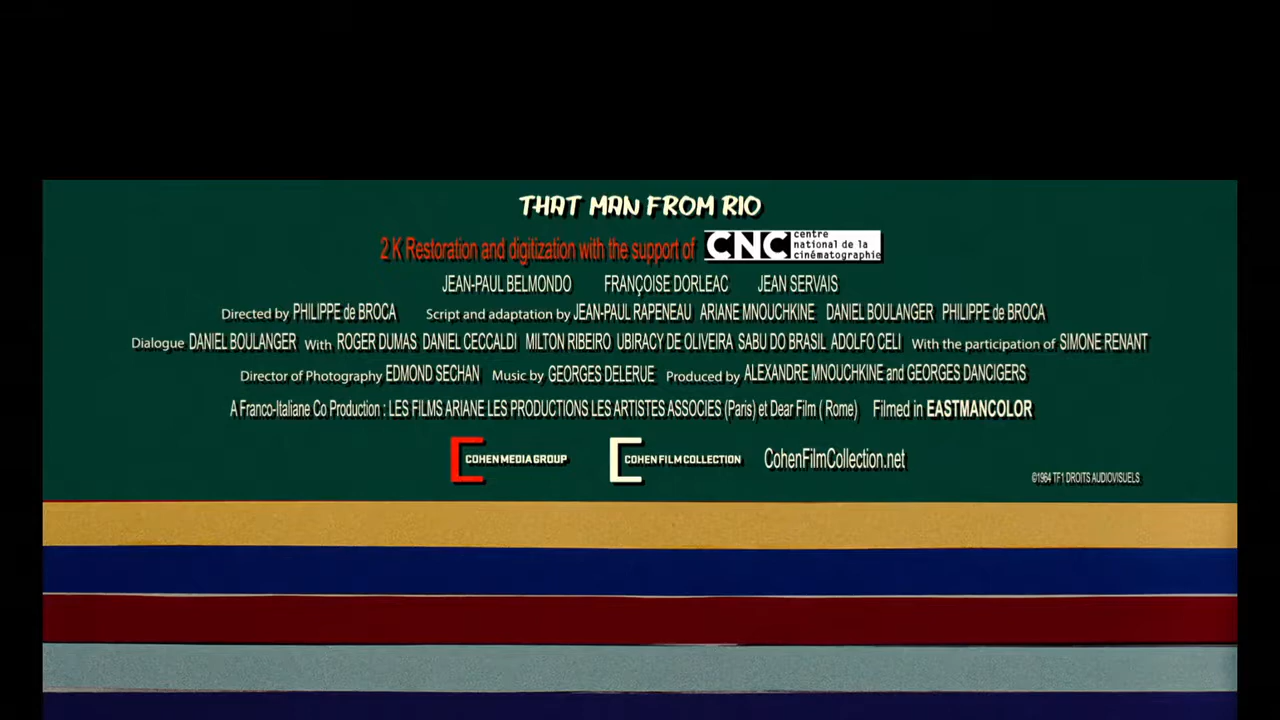 THAT MAN FROM RIO
2 K Restoration and digitization with the support of CNC centre national de la cinématographie
JEAN-PAUL BELMONDO FRANÇOISE DORLEAC JEAN SERVAIS
Directed by PHILIPPE de BROCA Script and adaptation by JEAN-PAUL RAPENEAU ARIANE MNOUCHKINE DANIEL BOULANGER PHILIPPE de BROCA
Dialogue DANIEL BOULANGER With ROGER DUMAS DANIEL CECCALDI MILTON RIBEIRO UBIRACY DE OLIVEIRA SABU DO BRASIL ADOLFO CELI With the participation of SIMONE RENANT
Director of Photography EDMOND SECHAN Music by GEORGES DELERUE Produced by ALEXANDRE MNOUCHKINE and GEORGES DANCIGERS
A Franco-Italiane Co Production : LES FILMS ARIANE LES PRODUCTIONS LES ARTISTES ASSOCIES (Paris) et Dear Film ( Rome) Filmed in EASTMANCOLOR
COHEN MEDIA GROUP COHEN FILM COLLECTION CohenFilmCollection.net
©1964 TF1 DROITS AUDIOVISUELS